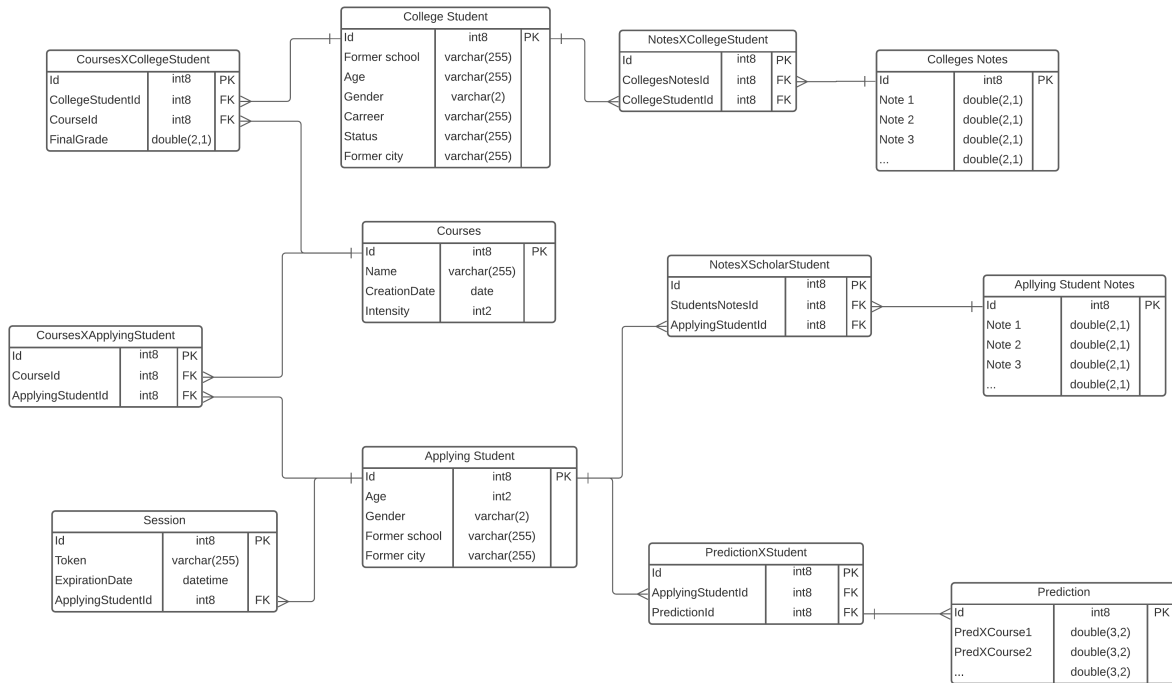 College Student
Id int8 PK
Former school varchar(255)
Age varchar(255)
Gender varchar(2)
Carreer varchar(255)
Status varchar(255)
Former city varchar(255)
CoursesXCollegeStudent
Id int8 PK
CollegeStudentId int8 FK
CourseId int8 FK
FinalGrade double(2,1)
NotesXCollegeStudent
Id int8 PK
CollegesNotesId int8 FK
CollegeStudentId int8 FK
Colleges Notes
Id int8 PK
Note 1 double(2,1)
Note 2 double(2,1)
Note 3 double(2,1)
... double(2,1)
Courses
Id int8 PK
Name varchar(255)
CreationDate date
Intensity int2
NotesXScholarStudent
Id int8 PK
StudentsNotesId int8 FK
ApplyingStudentId int8 FK
Apllying Student Notes
Id int8 PK
Note 1 double(2,1)
Note 2 double(2,1)
Note 3 double(2,1)
... double(2,1)
CoursesXApplyingStudent
Id int8 PK
CourseId int8 FK
ApplyingStudentId int8 FK
Applying Student
Id int8 PK
Age int2
Gender varchar(2)
Former school varchar(255)
Former city varchar(255)
Session
Id int8 PK
Token varchar(255)
ExpirationDate datetime
ApplyingStudentId int8 FK
PredictionXStudent
Id int8 PK
ApplyingStudentId int8 FK
PredictionId int8 FK
Prediction
Id int8 PK
PredXCourse1 double(3,2)
PredXCourse2 double(3,2)
... double(3,2)